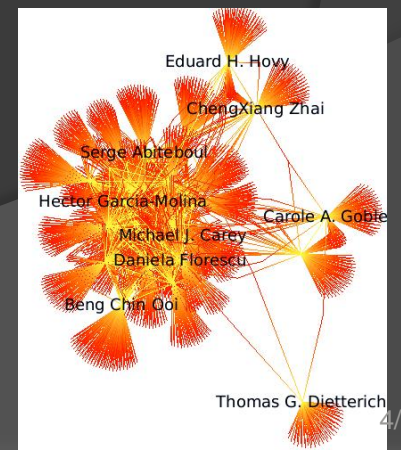 Eduard H. Hovy
ChengXiang Zhai
Serge Abiteboul
Hector Garcia-Molina
Carole A. Goble
Michael J. Carey
Daniela Florescu
Beng Chin Ooi
Thomas G. Dietterich
4/